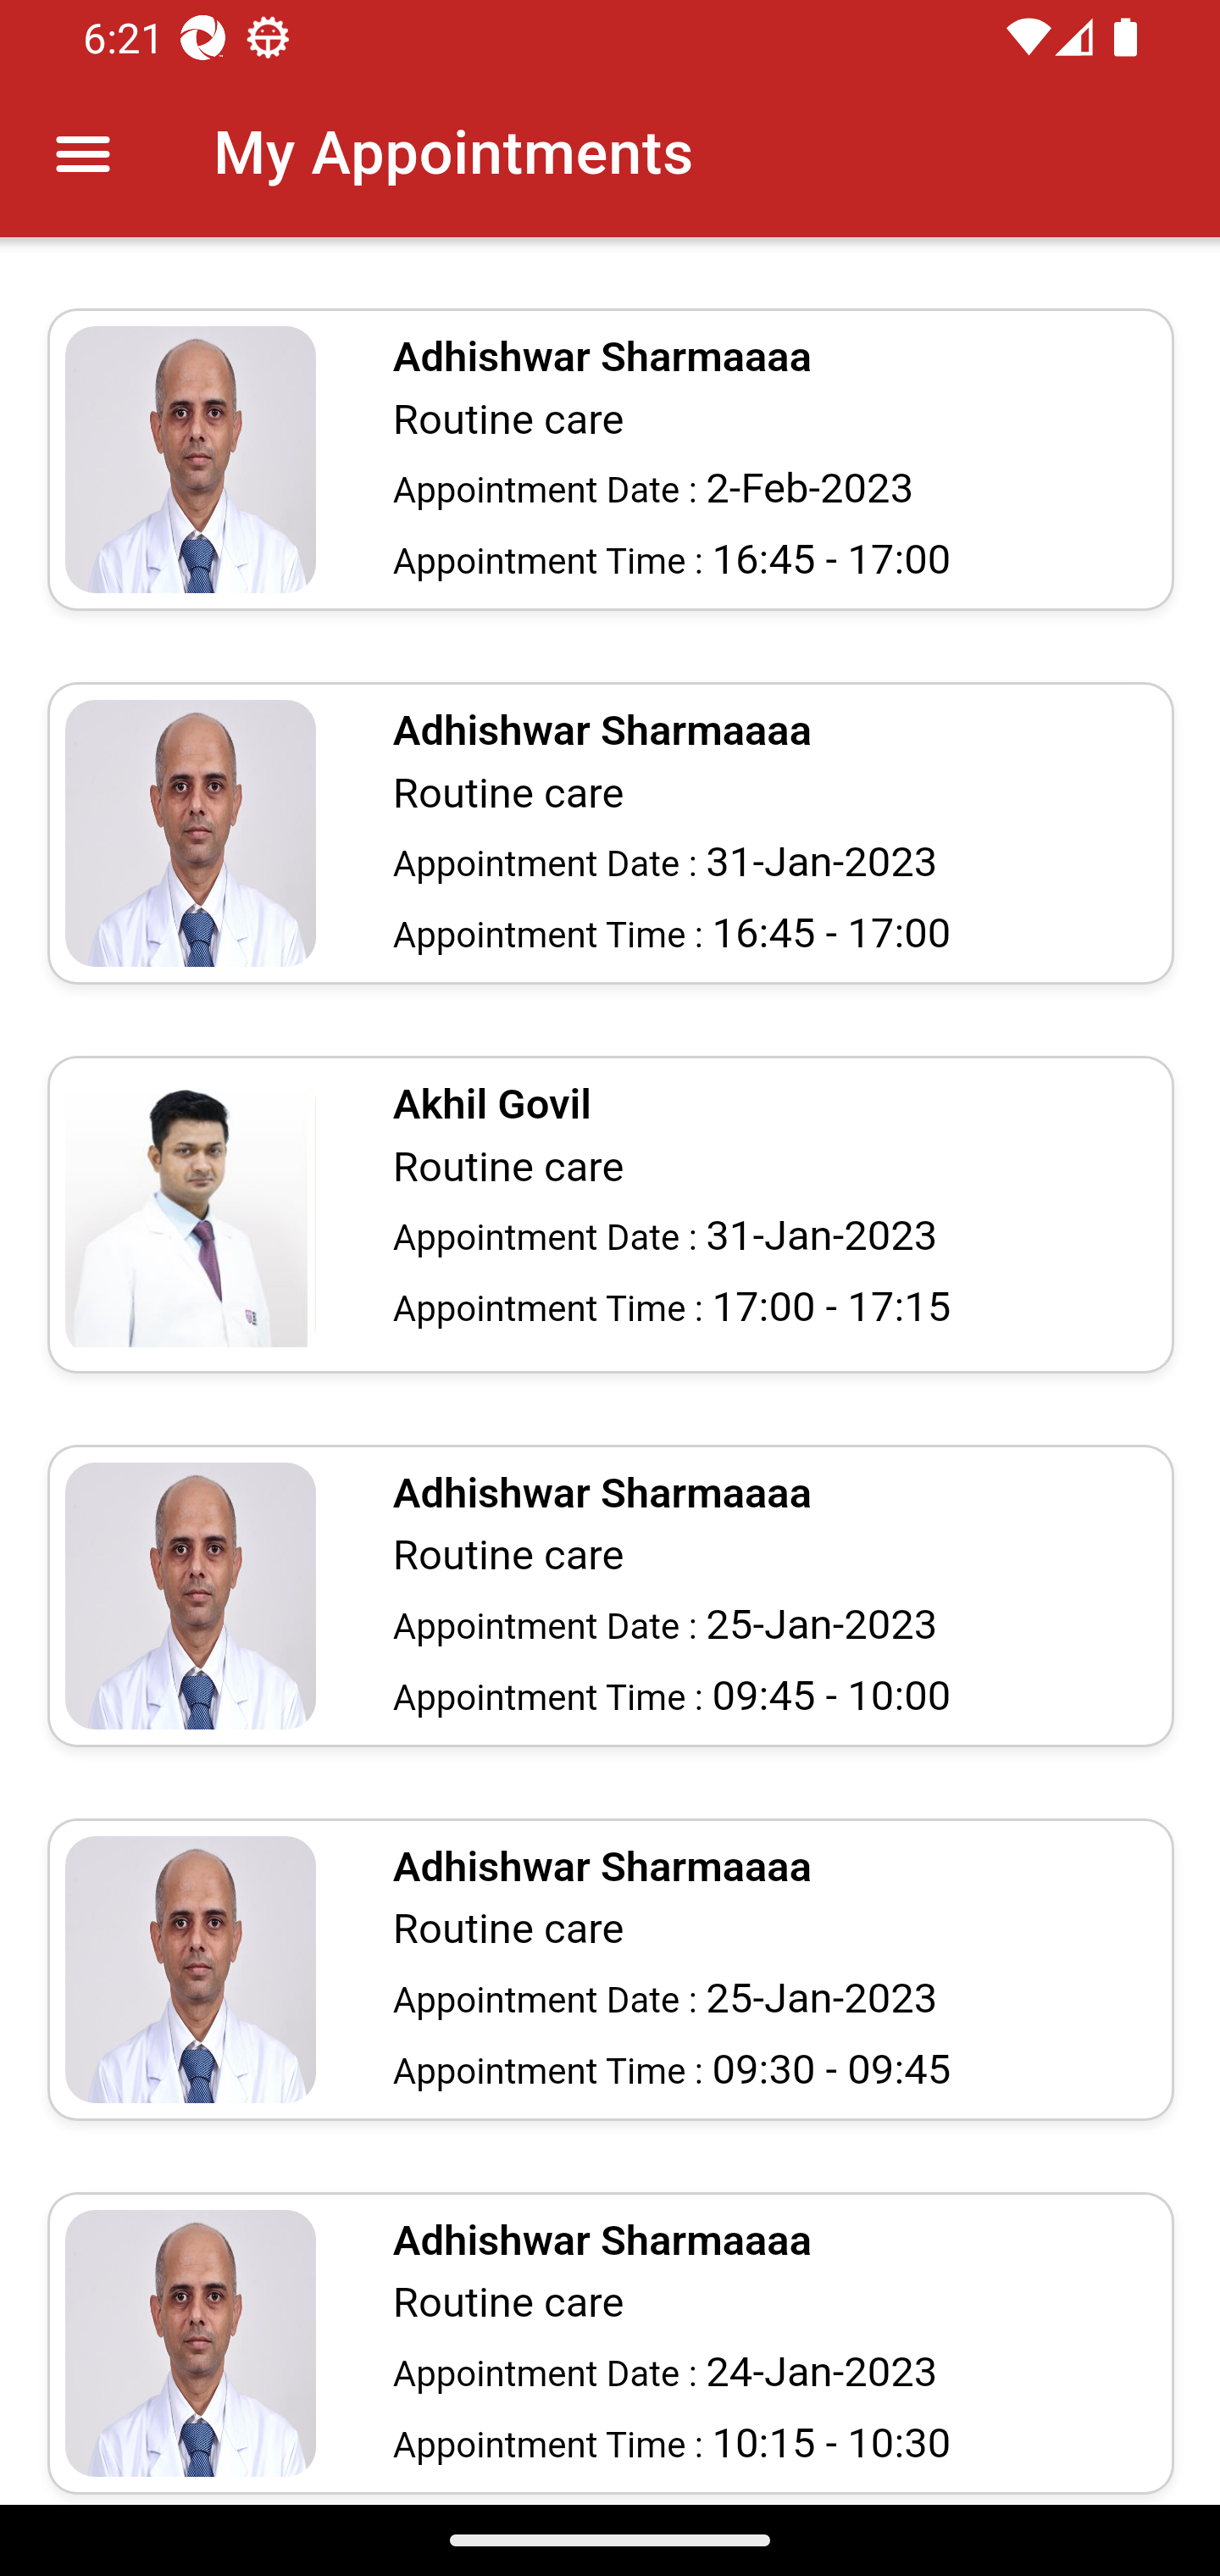 6:21
My Appointments
Adhishwar Sharmaaaa
Routine care
Appointment Date : 2-Feb-2023
Appointment Time : 16:45 - 17:00
Adhishwar Sharmaaaa
Routine care
Appointment Date : 31-Jan-2023
Appointment Time : 16:45 - 17:00
Akhil Govil
Routine care
Appointment Date : 31-Jan-2023
Appointment Time : 17:00 - 17:15
Adhishwar Sharmaaaa
Routine care
Appointment Date : 25-Jan-2023
Appointment Time : 09:45 - 10:00
Adhishwar Sharmaaaa
Routine care
Appointment Date : 25-Jan-2023
Appointment Time : 09:30 - 09:45
Adhishwar Sharmaaaa
Routine care
Appointment Date : 24-Jan-2023
Appointment Time : 10:15 - 10:30